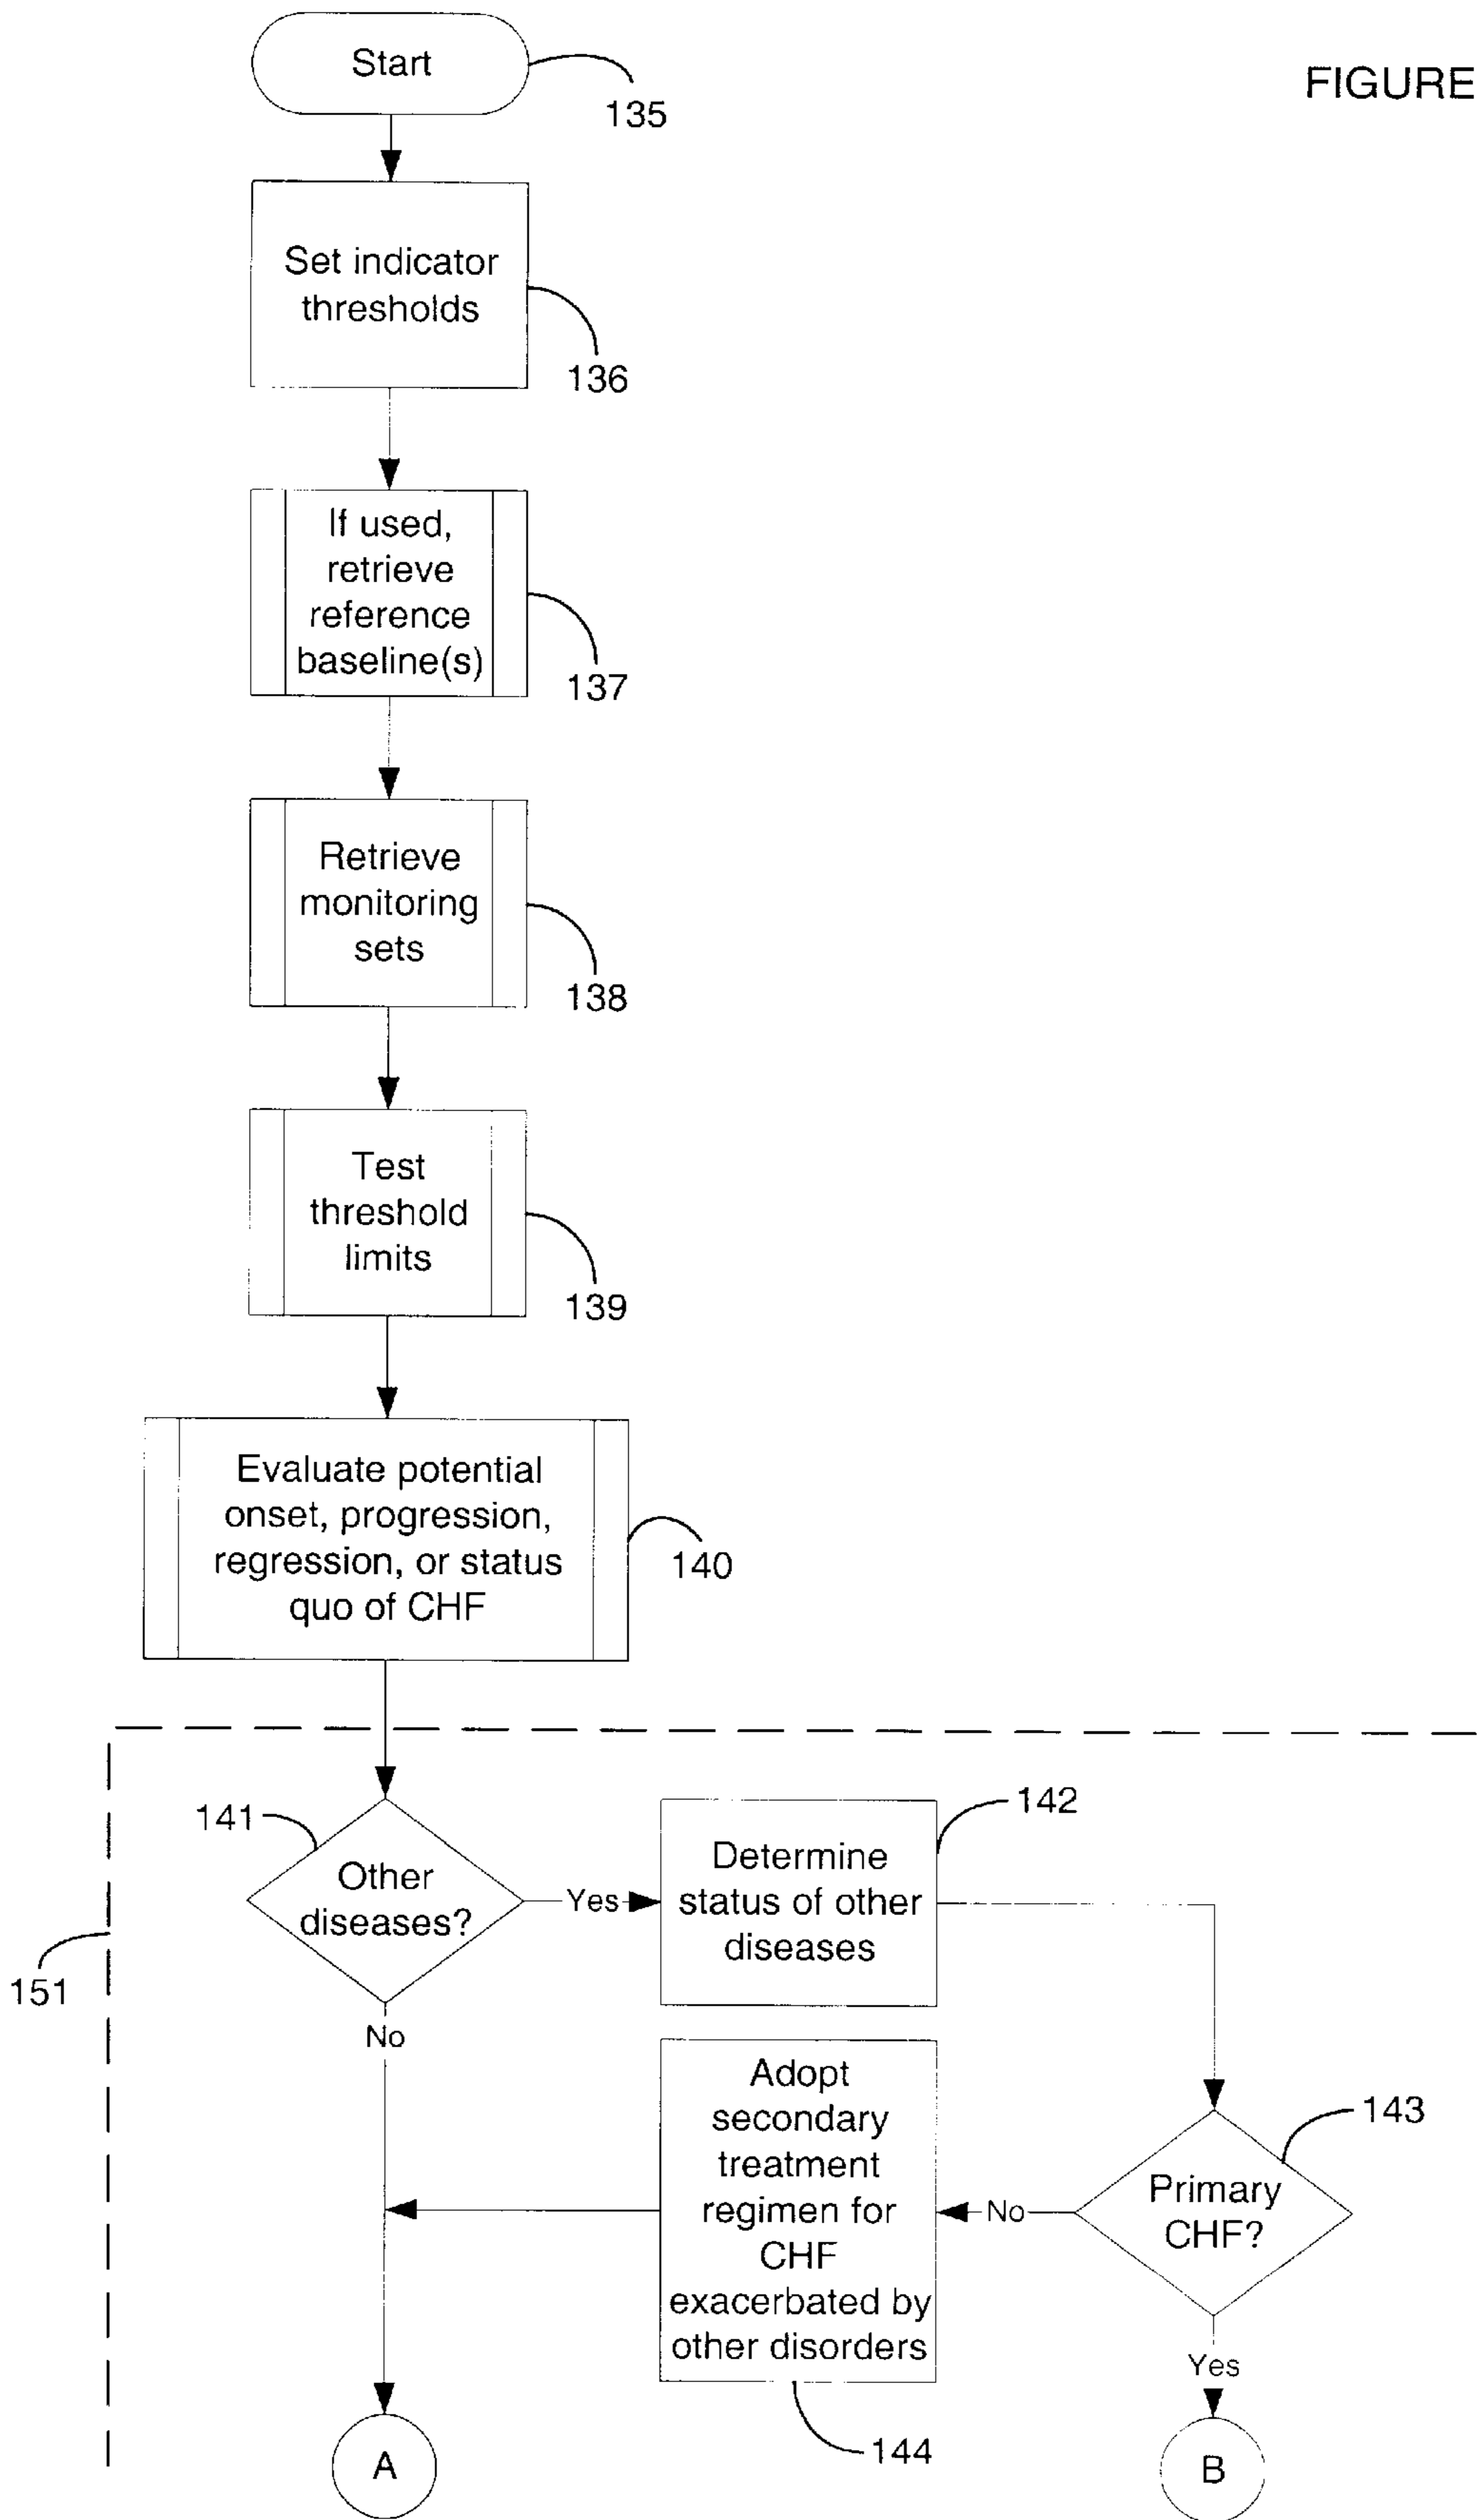 Start
FIGURE
135
Set indicator
thresholds
136
If used,
retrieve
reference
baseline(s)
137
Retrieve
monitoring
sets
138
Test
threshold
limits
139
Evaluate potential
onset, progression,
regression, or status
quo of CHF
140
141
Other
diseases?
Yes
Determine
status of other
diseases
142
151
No
Adopt
secondary
treatment
regimen for
CHF
exacerbated by
other disorders
144
No
Primary
CHF?
143
Yes
A
B